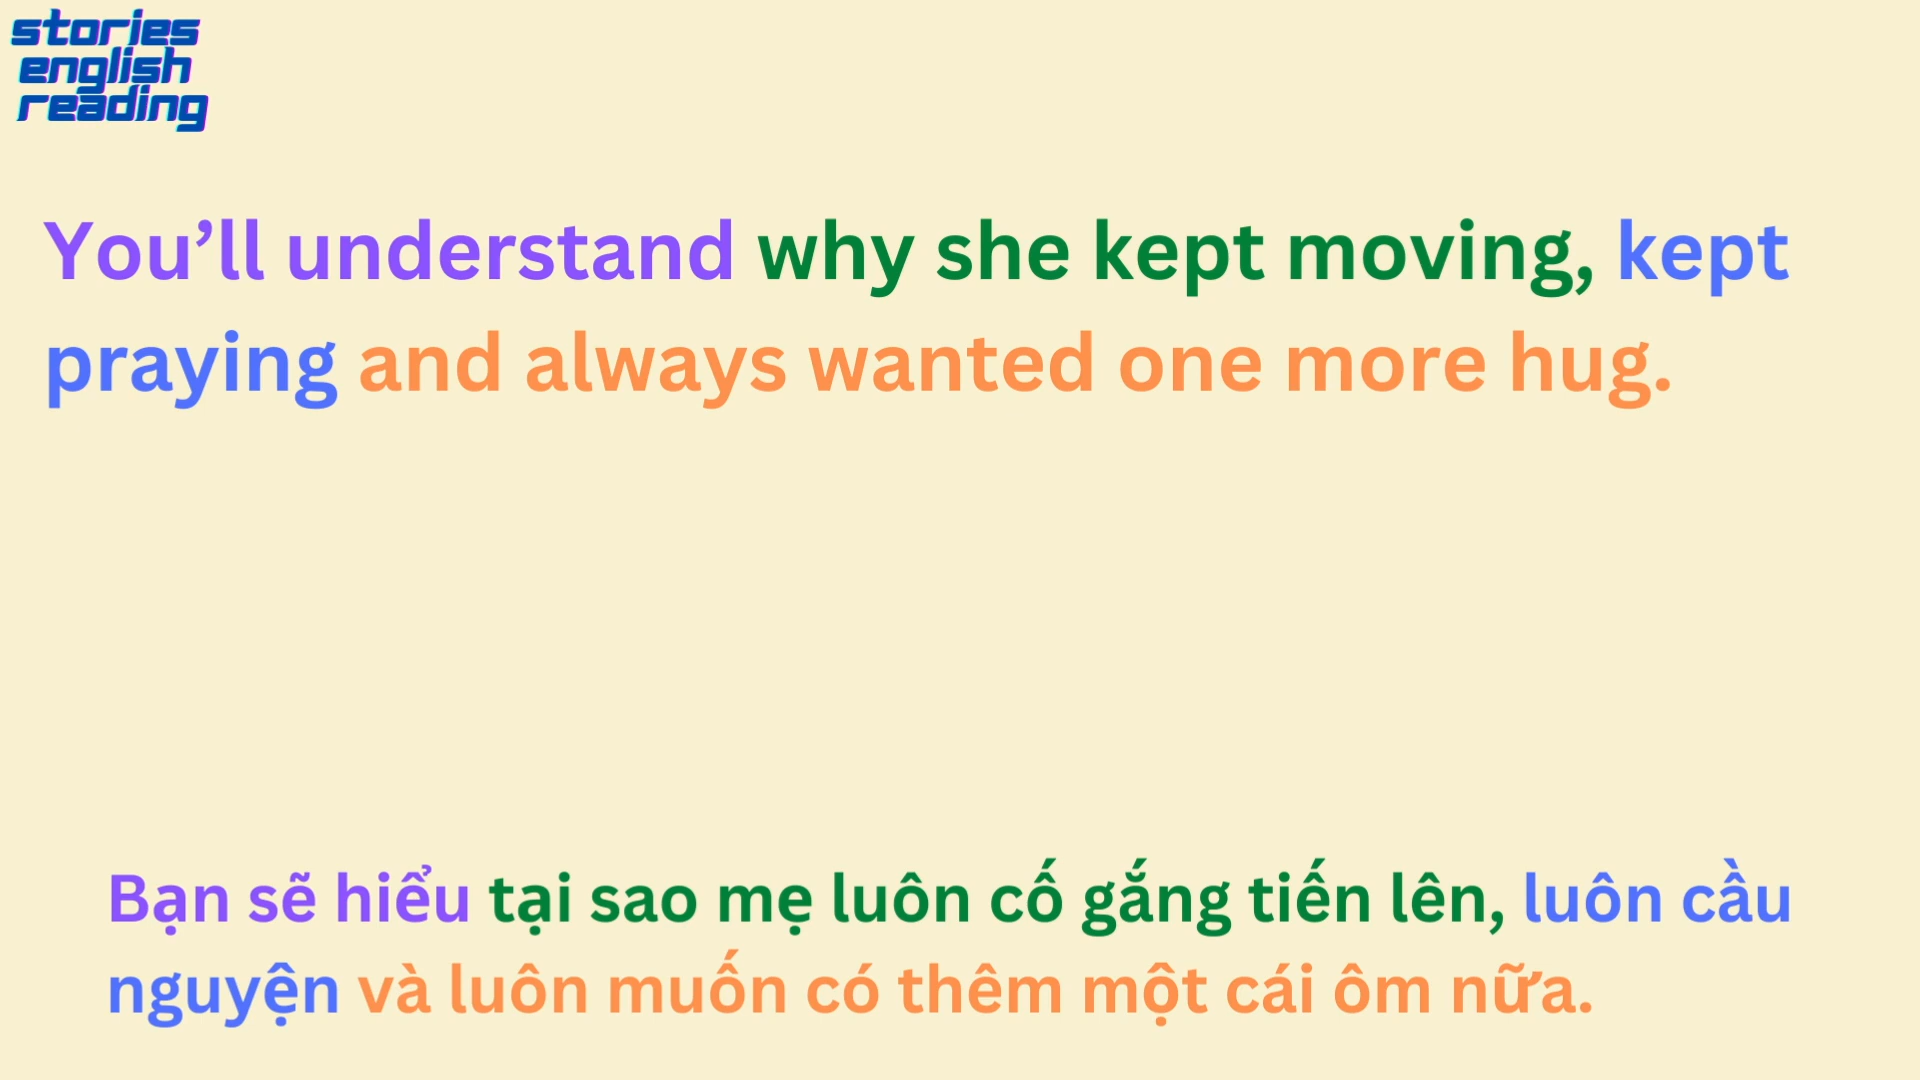 stories
english
reading
You’ll understand why she kept moving, kept
praying and always wanted one more hug.
Bạn sẽ hiểu tại sao mẹ luôn cố gắng tiến lên, luôn cầu
nguyện và luôn muốn có thêm một cái ôm nữa.